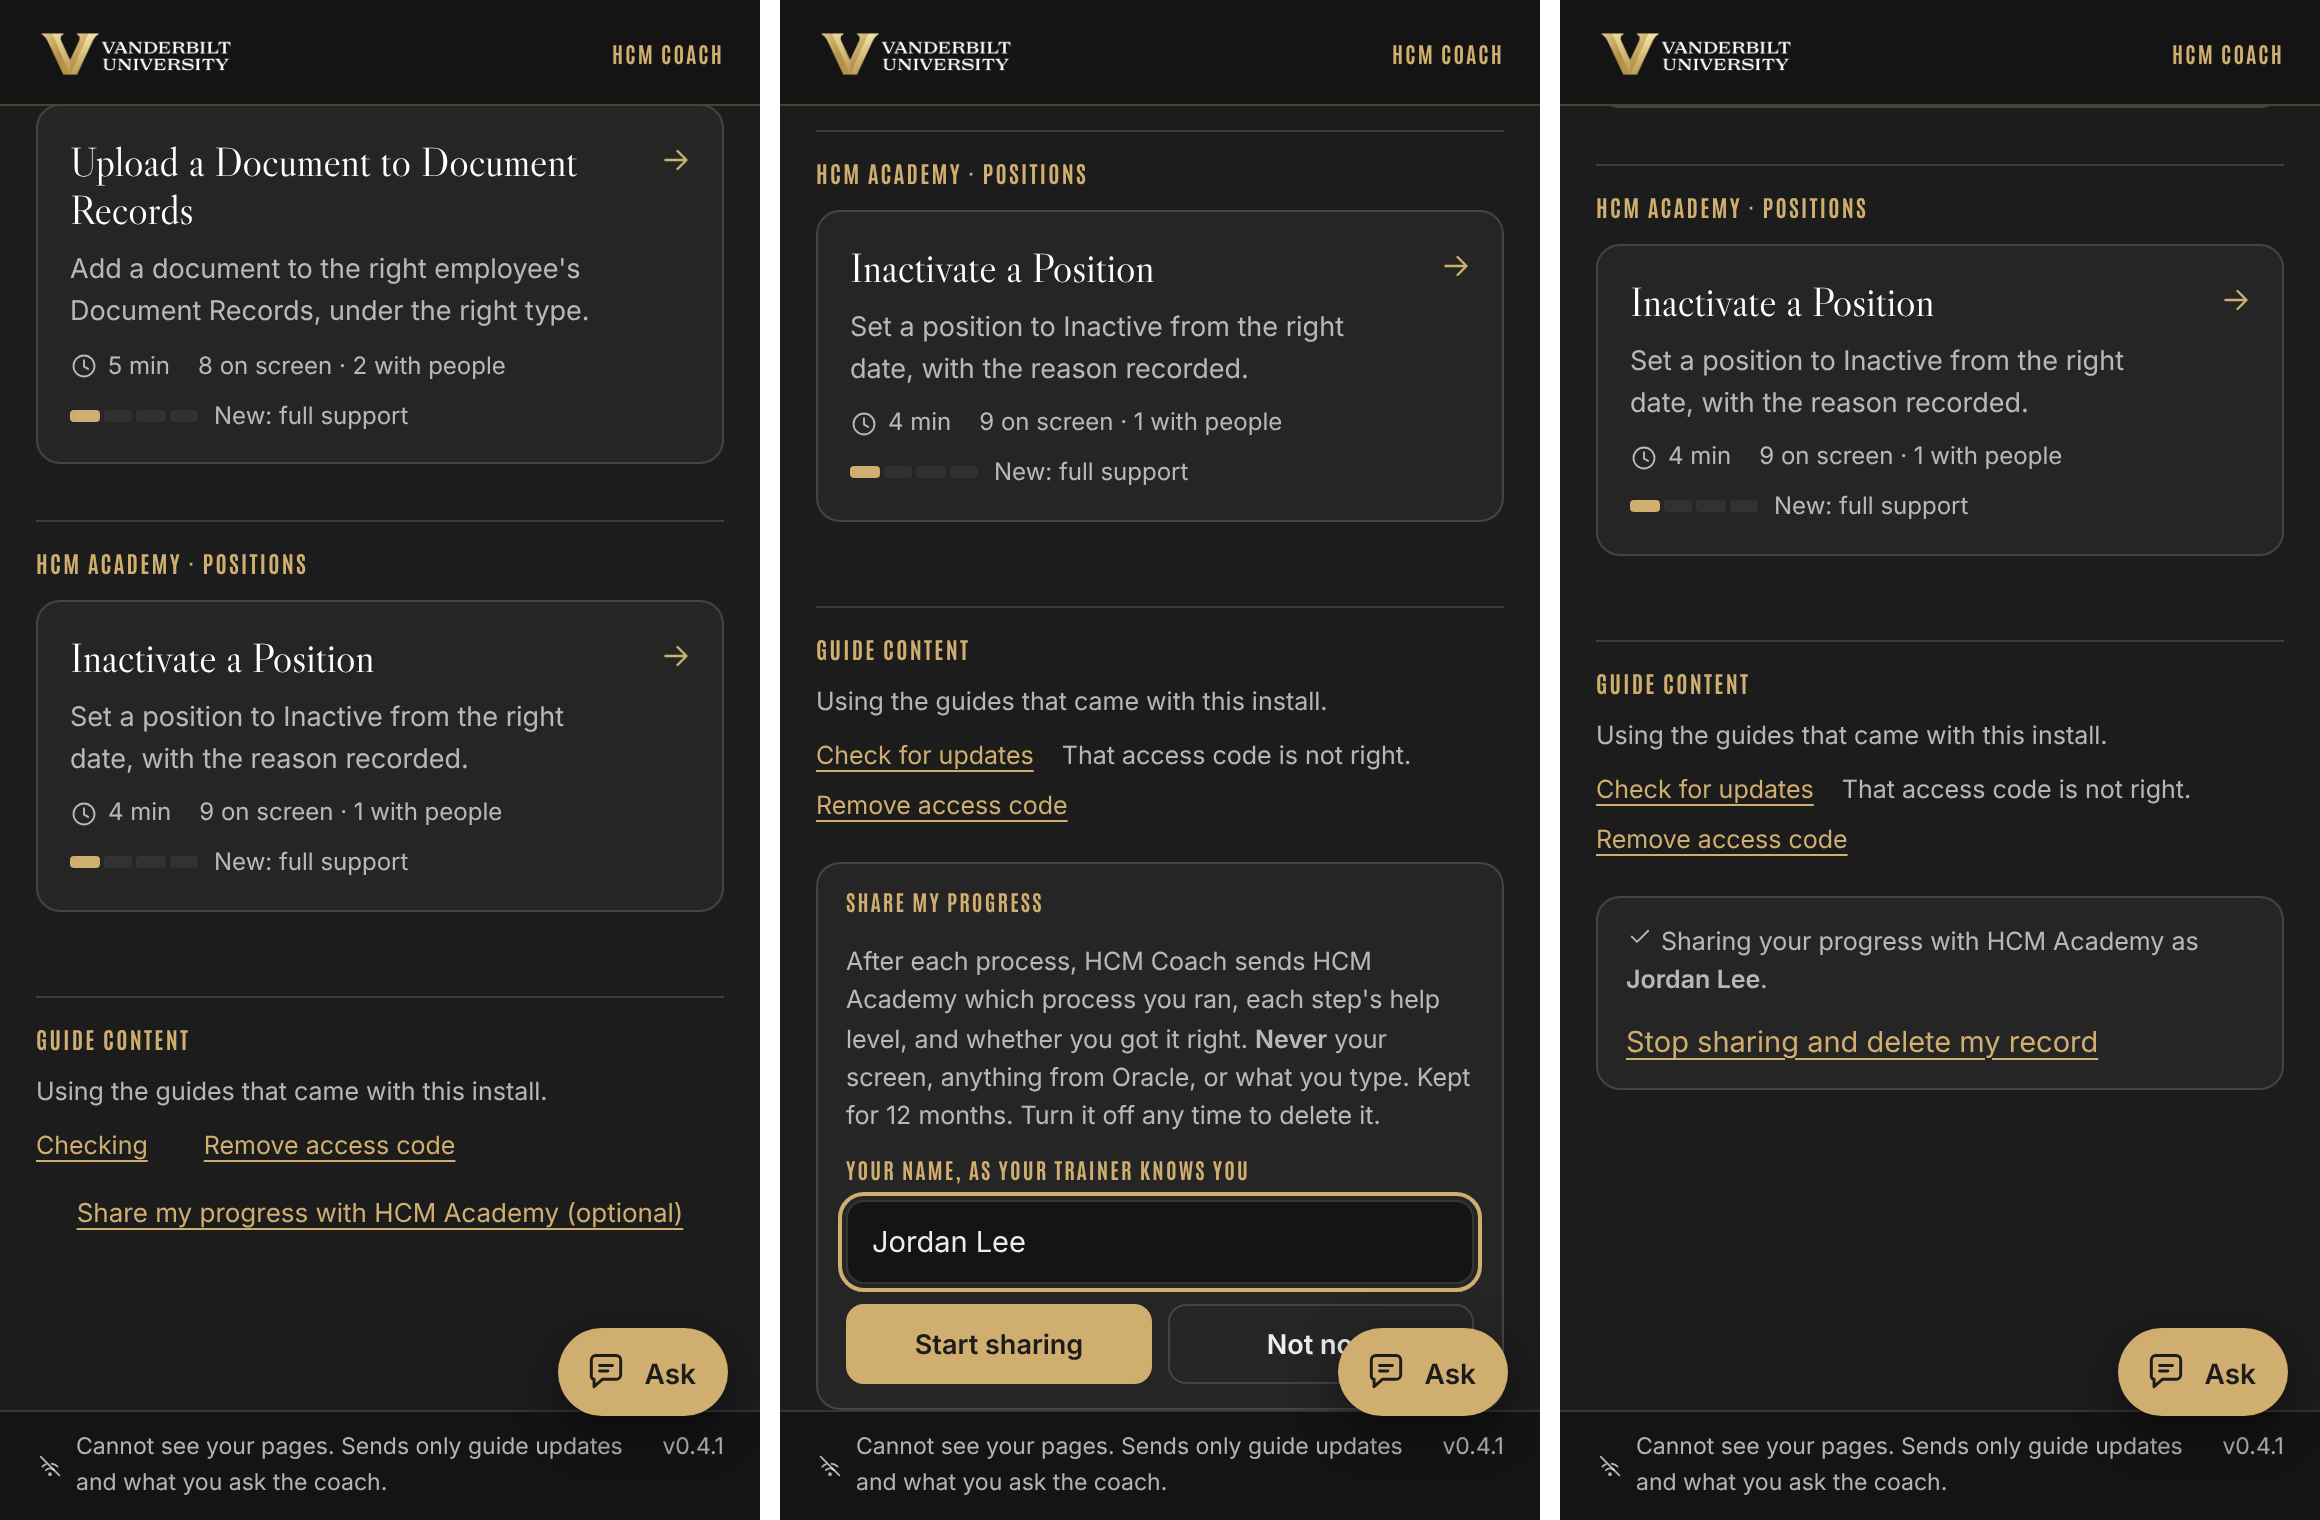 VANDERBILT
UNIVERSITY
HCM COACH
Upload a Document to Document
Records
Add a document to the right employee's
Document Records, under the right type.
5 min 8 on screen · 2 with people
New: full support
HCM ACADEMY · POSITIONS
Inactivate a Position
Set a position to Inactive from the right
date, with the reason recorded.
4 min 9 on screen · 1 with people
New: full support
GUIDE CONTENT
Using the guides that came with this install.
Checking Remove access code
Share my progress with HCM Academy (optional)
Ask
Cannot see your pages. Sends only guide updates v0.4.1
and what you ask the coach.
VANDERBILT
UNIVERSITY
HCM COACH
HCM ACADEMY · POSITIONS
Inactivate a Position
Set a position to Inactive from the right
date, with the reason recorded.
4 min 9 on screen · 1 with people
New: full support
GUIDE CONTENT
Using the guides that came with this install.
Check for updates That access code is not right.
Remove access code
SHARE MY PROGRESS
After each process, HCM Coach sends HCM
Academy which process you ran, each step's help
level, and whether you got it right. Never your
screen, anything from Oracle, or what you type. Kept
for 12 months. Turn it off any time to delete it.
YOUR NAME, AS YOUR TRAINER KNOWS YOU
Jordan Lee
Start sharing Not
Ask
Cannot see your pages. Sends only guide updates v0.4.1
and what you ask the coach.
VANDERBILT
UNIVERSITY
HCM COACH
HCM ACADEMY · POSITIONS
Inactivate a Position
Set a position to Inactive from the right
date, with the reason recorded.
4 min 9 on screen · 1 with people
New: full support
GUIDE CONTENT
Using the guides that came with this install.
Check for updates That access code is not right.
Remove access code
Sharing your progress with HCM Academy as
Jordan Lee.
Stop sharing and delete my record
Ask
Cannot see your pages. Sends only guide updates v0.4.1
and what you ask the coach.